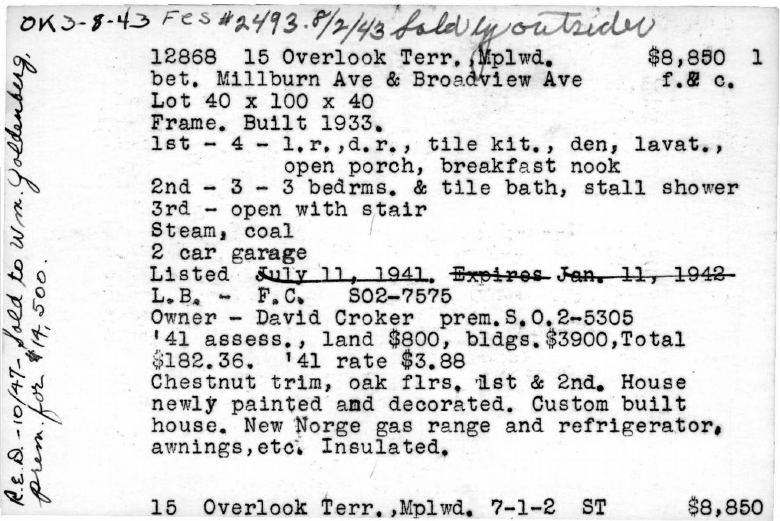 OK3-8-43 Fcs #2493. 8/2/43 Sold by outsider
12868 15 Overlook Terr., Mplwd. $8,850 1
bet. Millburn Ave & Broadview Ave f.& c.
Lot 40 x 100 x 40
Frame. Built 1933.
1st - 4 - l.r.,d.r., tile kit., den, lavat.,
open porch, breakfast nook
2nd - 3 - 3 bedrms. & tile bath, stall shower
3rd - open with stair
Steam, coal
2 car garage
Listed July 11, 1941. Expires Jan. 11, 1942
L.B. - F.C. SO2-7575
Owner - David Croker prem.S.O.2-5305
'41 assess., land $800, bldgs.$3900,Total
$182.36. '41 rate $3.88
Chestnut trim, oak flrs. 1st & 2nd. House
newly painted and decorated. Custom built
house. New Norge gas range and refrigerator,
awnings,etc. Insulated.
15 Overlook Terr.,Mplwd. 7-1-2 ST $8,850
R.E.D. -10/47- Sold to Wm. Goldenberg,
prem. for $14,500.